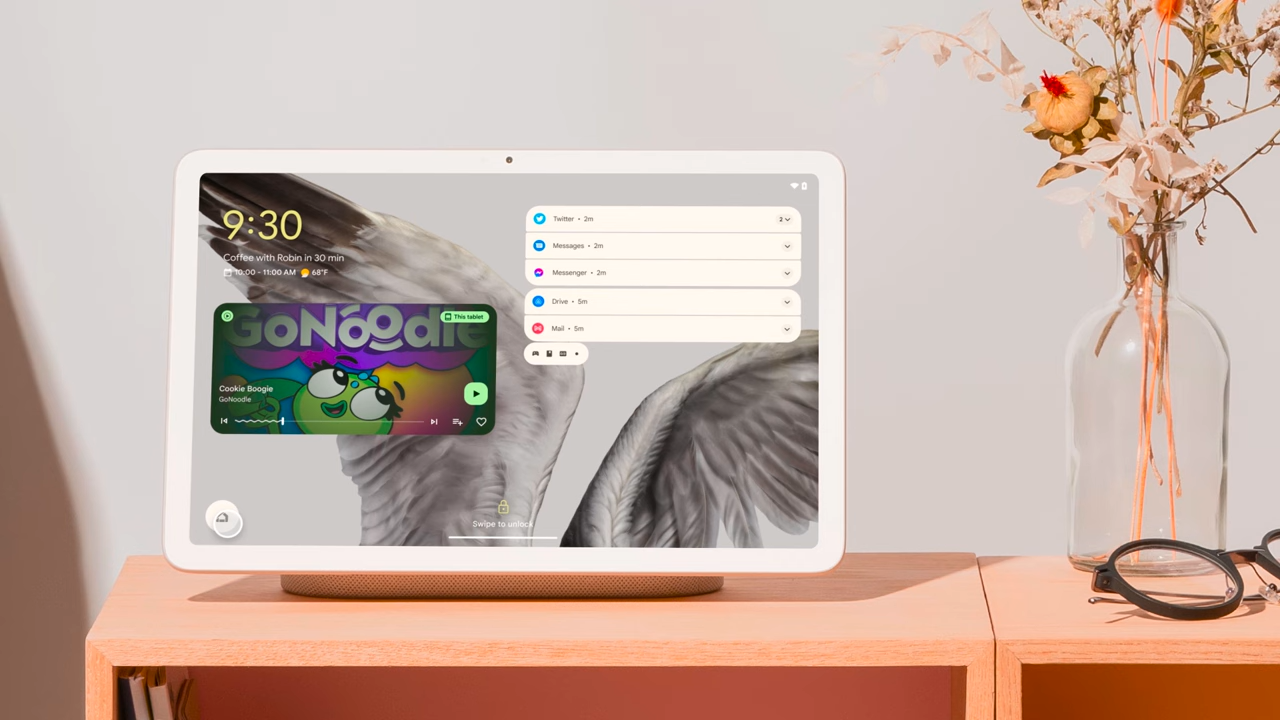 9:30
Coffee with Robin in 30 min
10:00 - 11:00 AM 68°F
GoNoodle
This tablet
Cookie Boogie
GoNoodle
Twitter • 2m
2
Messages • 2m
Messenger • 2m
Drive • 5m
Mail • 5m
Swipe to unlock